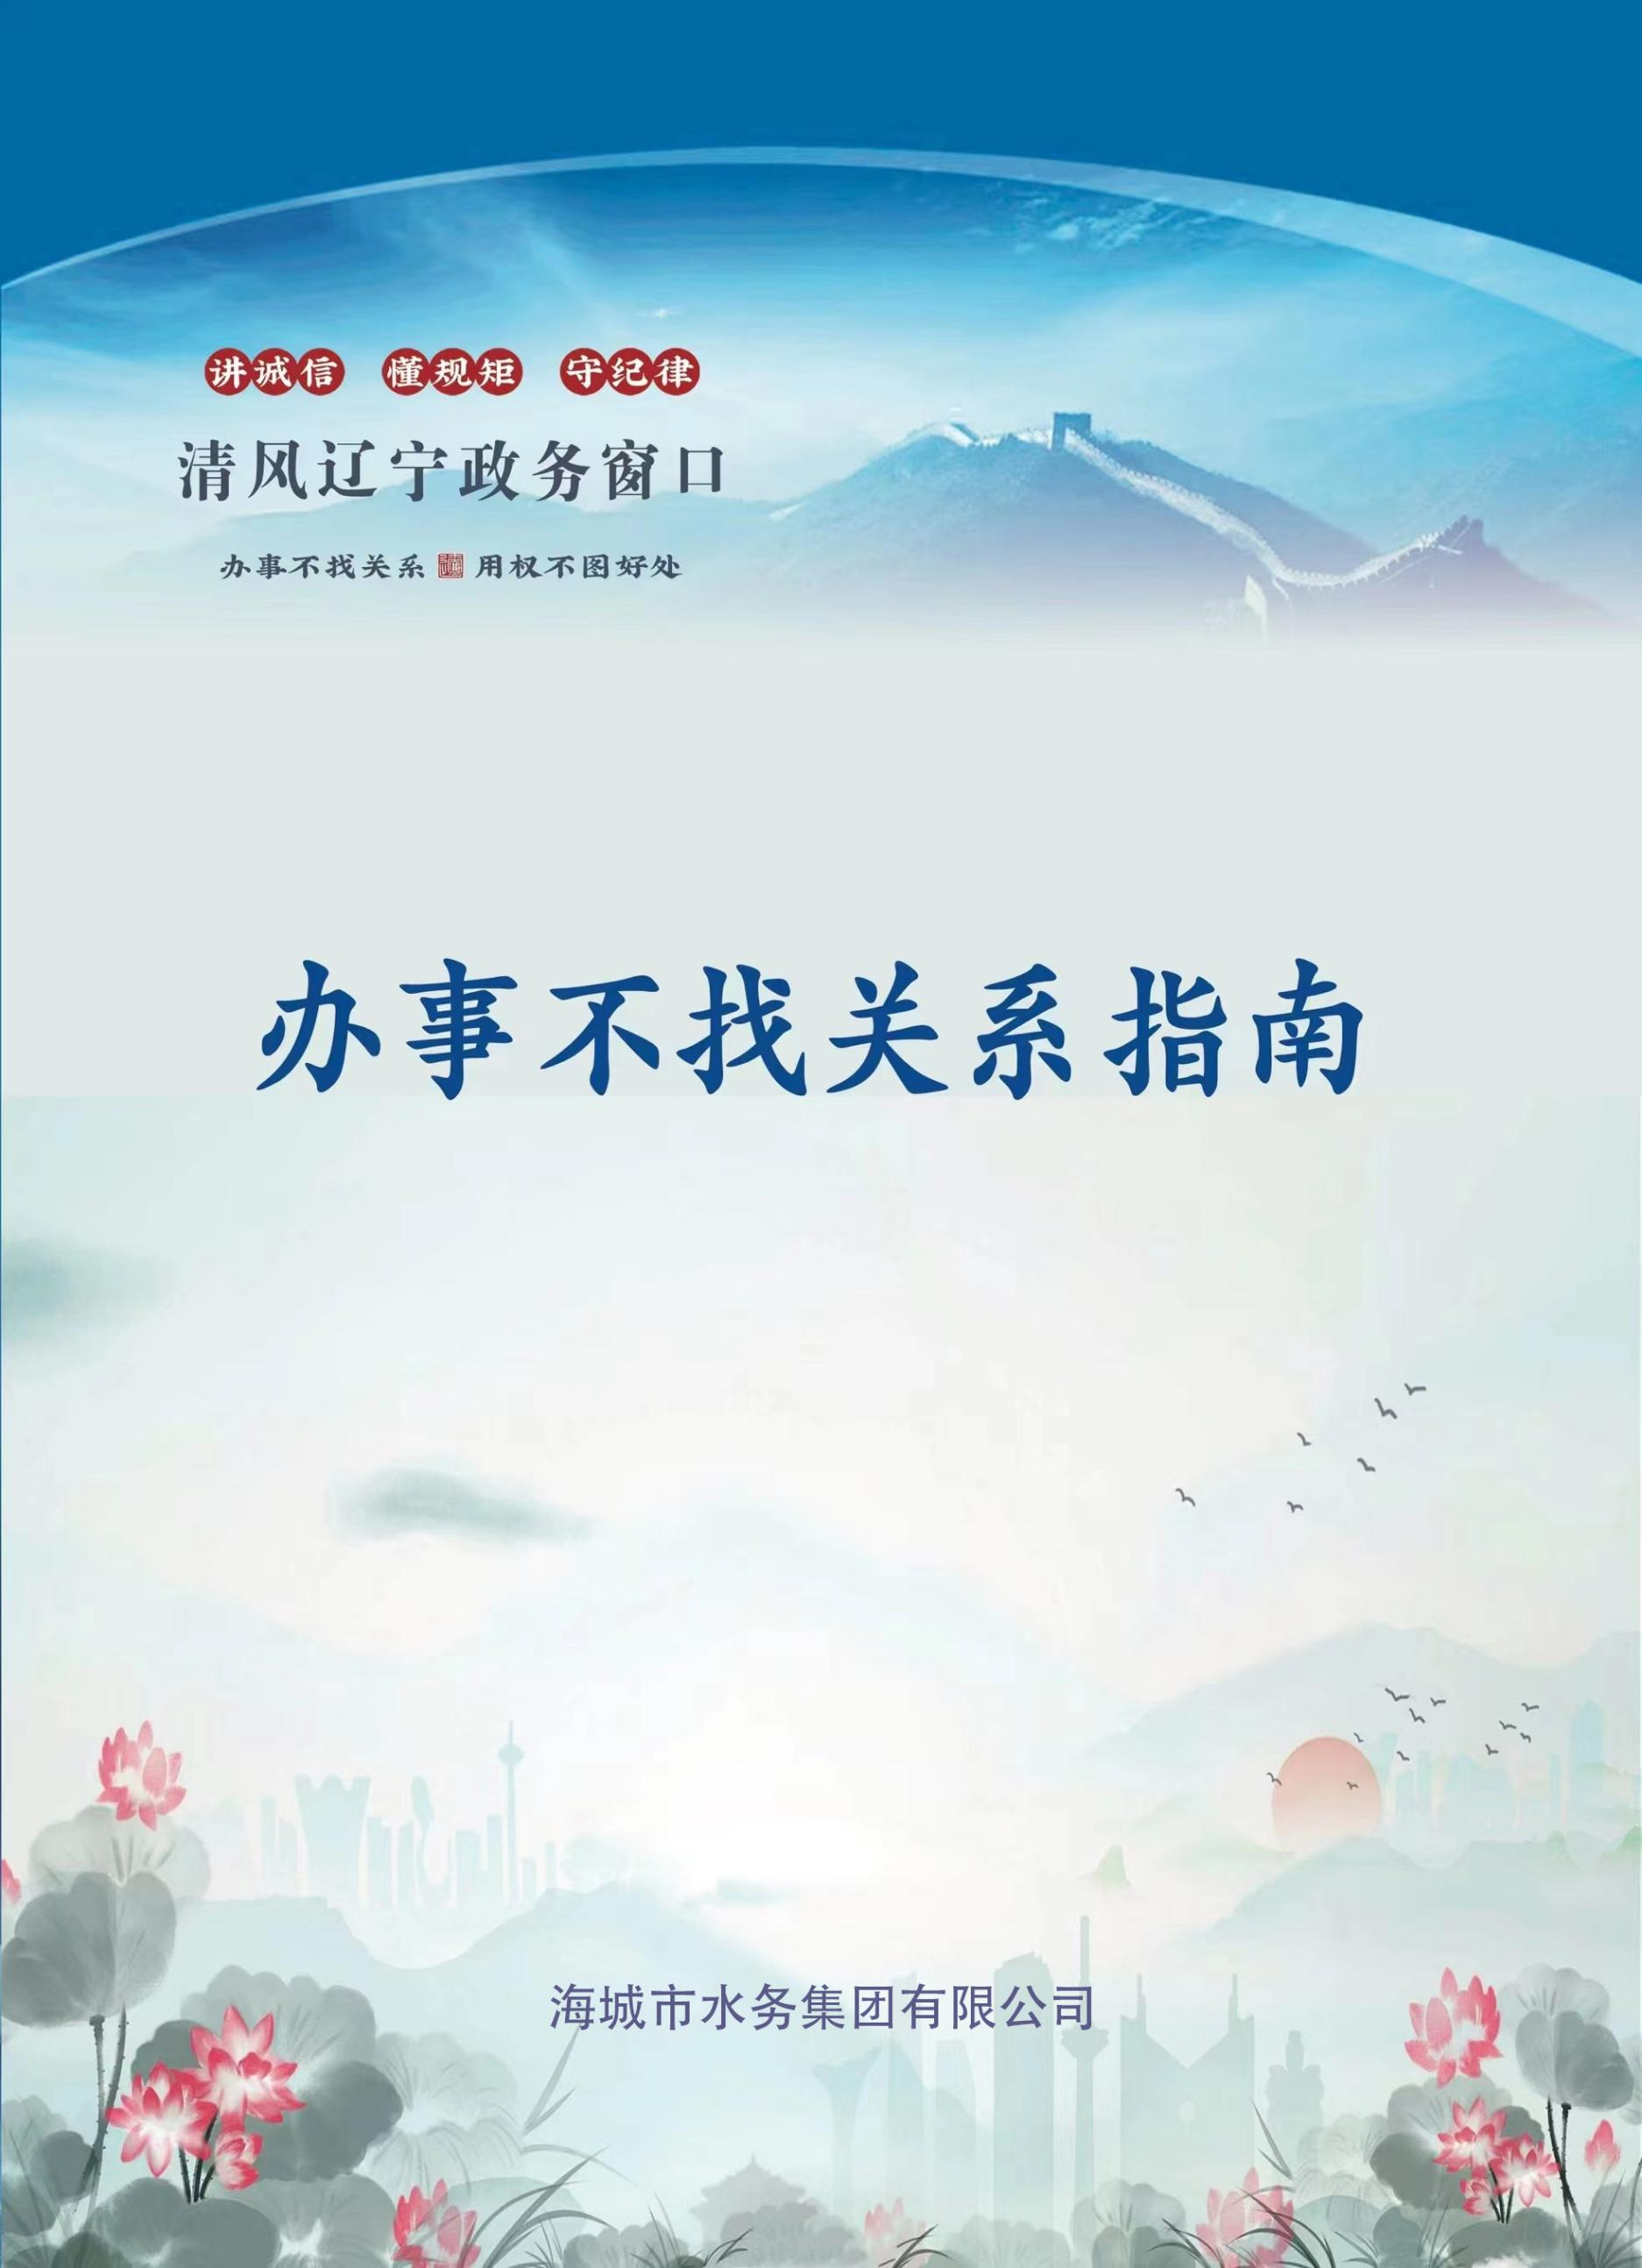 讲诚信 懂规矩 守纪律
清风辽宁政务窗口
办事不找关系 用权不图好处
办事不找关系指南
海城市水务集团有限公司